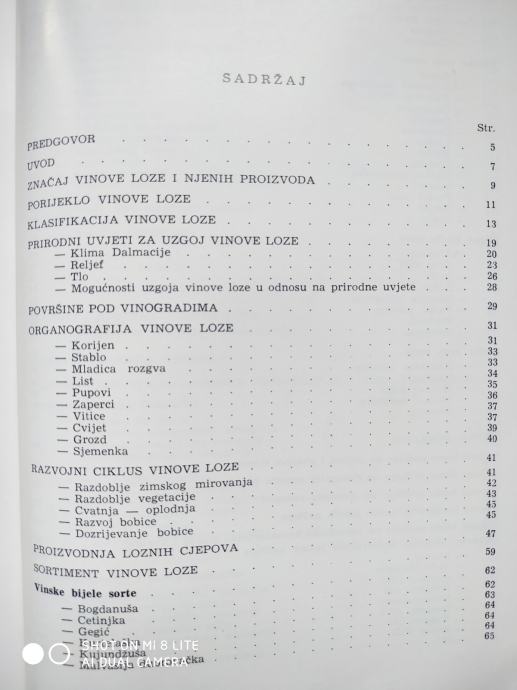 SADRŽAJ
Str.
PREDGOVOR . . . . . . . . . . 5
UVOD . . . . . . . . . . 7
ZNAČAJ VINOVE LOZE I NJENIH PROIZVODA . . . . . 9
PORIJEKLO VINOVE LOZE . . . . . . . . 11
KLASIFIKACIJA VINOVE LOZE . . . . . . . . 13
PRIRODNI UVJETI ZA UZGOJ VINOVE LOZE . . . . . 19
— Klima Dalmacije . . . . . . . . 20
— Reljef . . . . . . . . 23
— Tlo . . . . . . . . 26
— Mogućnosti uzgoja vinove loze u odnosu na prirodne uvjete . . 28
POVRŠINE POD VINOGRADIMA . . . . . . . . 29
ORGANOGRAFIJA VINOVE LOZE . . . . . . . . 31
— Korijen . . . . . . . . 31
— Stablo . . . . . . . . 33
— Mladica rozgva . . . . . . . . 33
— List . . . . . . . . 34
— Pupovi . . . . . . . . 35
— Zaperci . . . . . . . . 36
— Vitice . . . . . . . . 37
— Cvijet . . . . . . . . 37
— Grozd . . . . . . . . 39
— Sjemenka . . . . . . . . 40
RAZVOJNI CIKLUS VINOVE LOZE . . . . . . . . 41
— Razdoblje zimskog mirovanja . . . . . . 41
— Razdoblje vegetacije . . . . . . . . 42
— Cvatnja — oplodnja . . . . . . . . 43
— Razvoj bobice . . . . . . . . 45
— Dozrijevanje bobice . . . . . . . . 45
PROIZVODNJA LOZNIH CJEPOVA . . . . . . . . 47
SORTIMENT VINOVE LOZE . . . . . . . . 59
Vinske bijele sorte . . . . . . . . 62
— Bogdanuša . . . . . . . . 62
— Cetinjka . . . . . . . . 63
— Gegić . . . . . . . . 64
— . . . . . . . . 64
— Kujundžuša . . . . . . . . 64
— Malvasija . . . . . . . . 65
SHOT ON MI 8 LITE
AI DUAL CAMERA